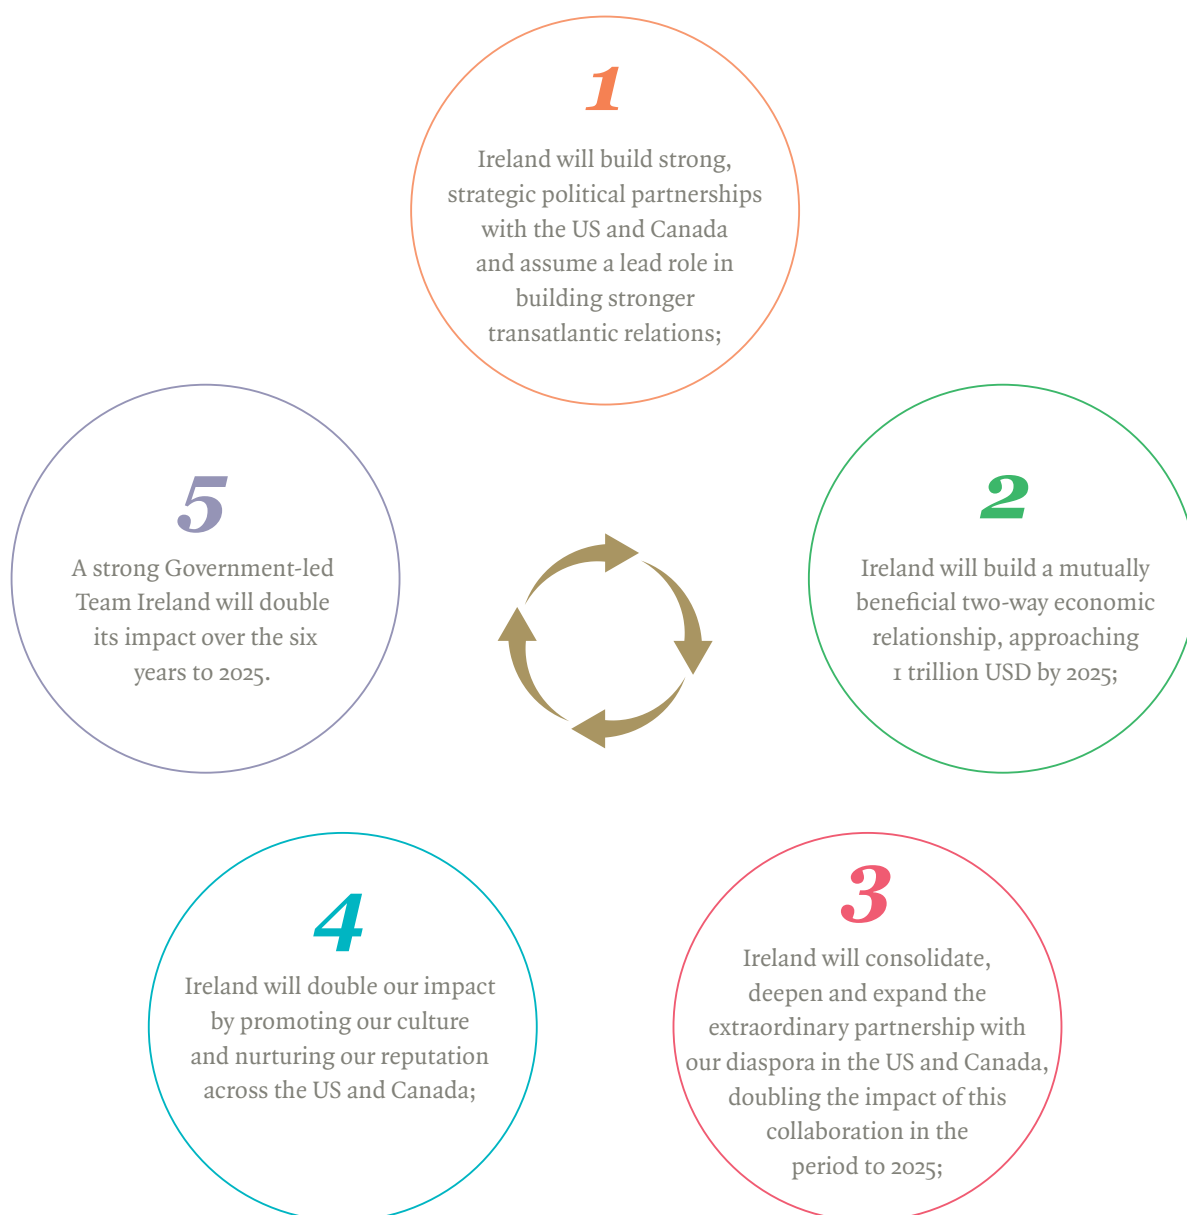 1
Ireland will build strong,
strategic political partnerships
with the US and Canada
and assume a lead role in
building stronger
transatlantic relations;
2
Ireland will build a mutually
beneficial two-way economic
relationship, approaching
1 trillion USD by 2025;
3
Ireland will consolidate,
deepen and expand the
extraordinary partnership with
our diaspora in the US and Canada,
doubling the impact of this
collaboration in the
period to 2025;
4
Ireland will double our impact
by promoting our culture
and nurturing our reputation
across the US and Canada;
5
A strong Government-led
Team Ireland will double
its impact over the six
years to 2025.